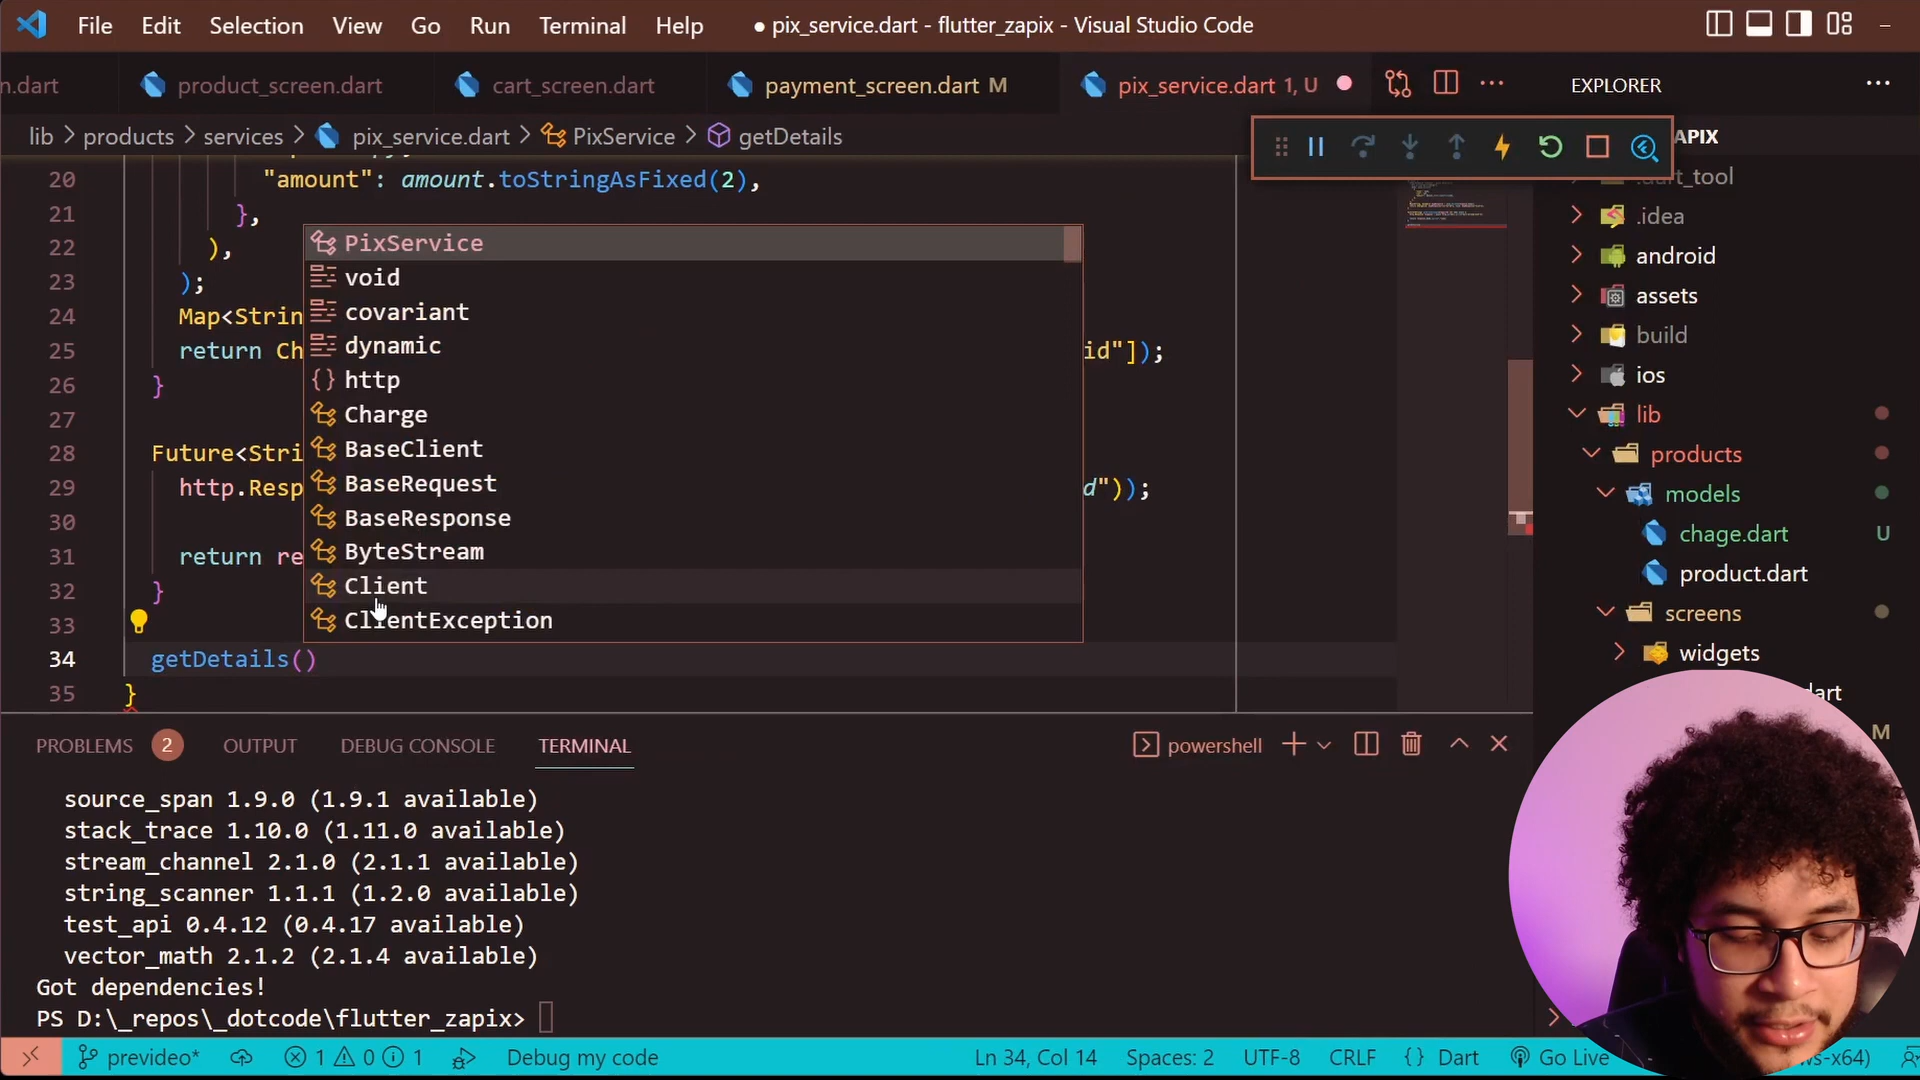 File Edit Selection View Go Run Terminal Help ● pix_service.dart - flutter_zapix - Visual Studio Code
n.dart product_screen.dart cart_screen.dart payment_screen.dart M pix_service.dart 1, U EXPLORER
lib > products > services > pix_service.dart > PixService > getDetails
APIX
20 "amount": amount.toStringAsFixed(2),
21 },
22 ),
23 );
24 Map<Strin
25 return Ch id"]);
26 }
27
28 Future<Stri
29 http.Resp d"));
30
31 return re
32 }
33
34 getDetails()
35 }
PixService
void
covariant
dynamic
http
Charge
BaseClient
BaseRequest
BaseResponse
ByteStream
Client
ClientException
.dart_tool
.idea
android
assets
build
ios
lib
products
models
chage.dart U
product.dart
screens
widgets
dart
M
PROBLEMS 2 OUTPUT DEBUG CONSOLE TERMINAL powershell
source_span 1.9.0 (1.9.1 available)
stack_trace 1.10.0 (1.11.0 available)
stream_channel 2.1.0 (2.1.1 available)
string_scanner 1.1.1 (1.2.0 available)
test_api 0.4.12 (0.4.17 available)
vector_math 2.1.2 (2.1.4 available)
Got dependencies!
PS D:\_repos\_dotcode\flutter_zapix>
prevideo* 1 0 1 Debug my code Ln 34, Col 14 Spaces: 2 UTF-8 CRLF {} Dart Go Live ws-x64)